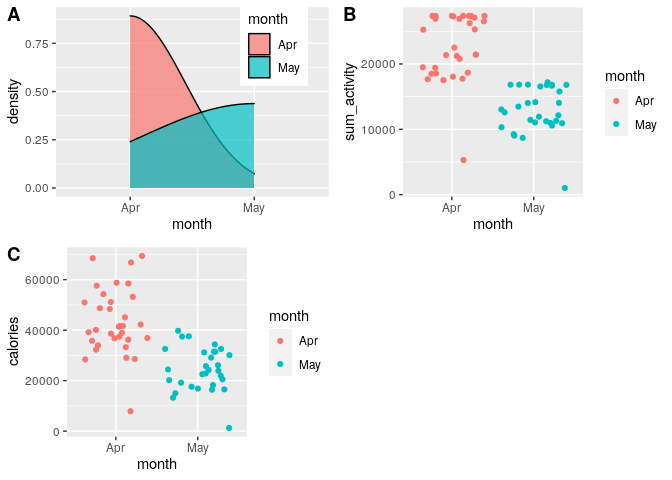 A
density
0.75
0.50
0.25
0.00
Apr
May
month
month
Apr
May
B
sum_activity
20000
10000
0
Apr
May
month
month
Apr
May
C
calories
60000
40000
20000
0
Apr
May
month
month
Apr
May